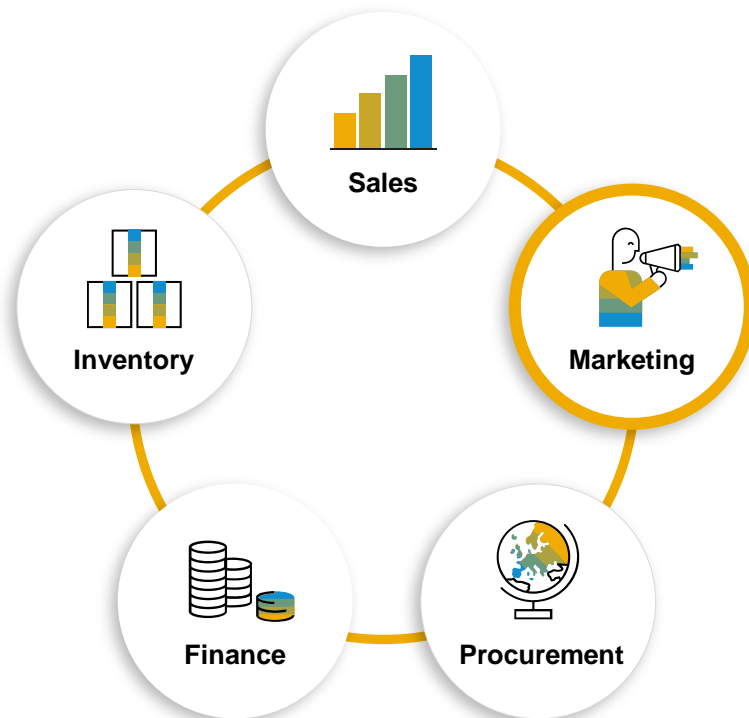 Sales
Inventory
Marketing
Finance
Procurement